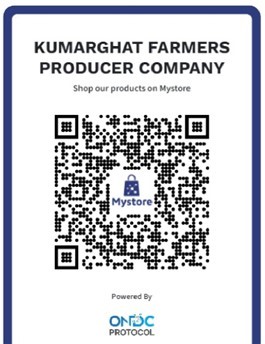 KUMARGHAT FARMERS
PRODUCER COMPANY
Shop our products on Mystore
Mystore
Powered By
ONDC
PROTOCOL